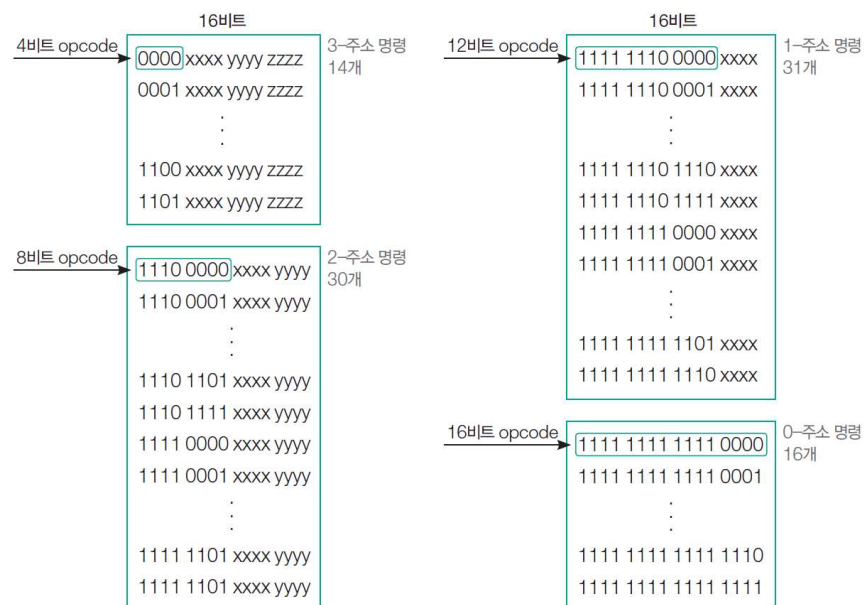 16비트
4비트 opcode
0000 xxxx yyyy zzzz
3-주소 명령
14개
0001 xxxx yyyy zzzz
1100 xxxx yyyy zzzz
1101 xxxx yyyy zzzz
8비트 opcode
1110 0000 xxxx yyyy
2-주소 명령
30개
1110 0001 xxxx yyyy
1110 1101 xxxx yyyy
1110 1111 xxxx yyyy
1111 0000 xxxx yyyy
1111 0001 xxxx yyyy
1111 1101 xxxx yyyy
1111 1101 xxxx yyyy
16비트
12비트 opcode
1111 1110 0000 xxxx
1-주소 명령
31개
1111 1110 0001 xxxx
1111 1110 1110 xxxx
1111 1110 1111 xxxx
1111 1111 0000 xxxx
1111 1111 0001 xxxx
1111 1111 1101 xxxx
1111 1111 1110 xxxx
16비트 opcode
1111 1111 1111 0000
0-주소 명령
16개
1111 1111 1111 0001
1111 1111 1111 1110
1111 1111 1111 1111